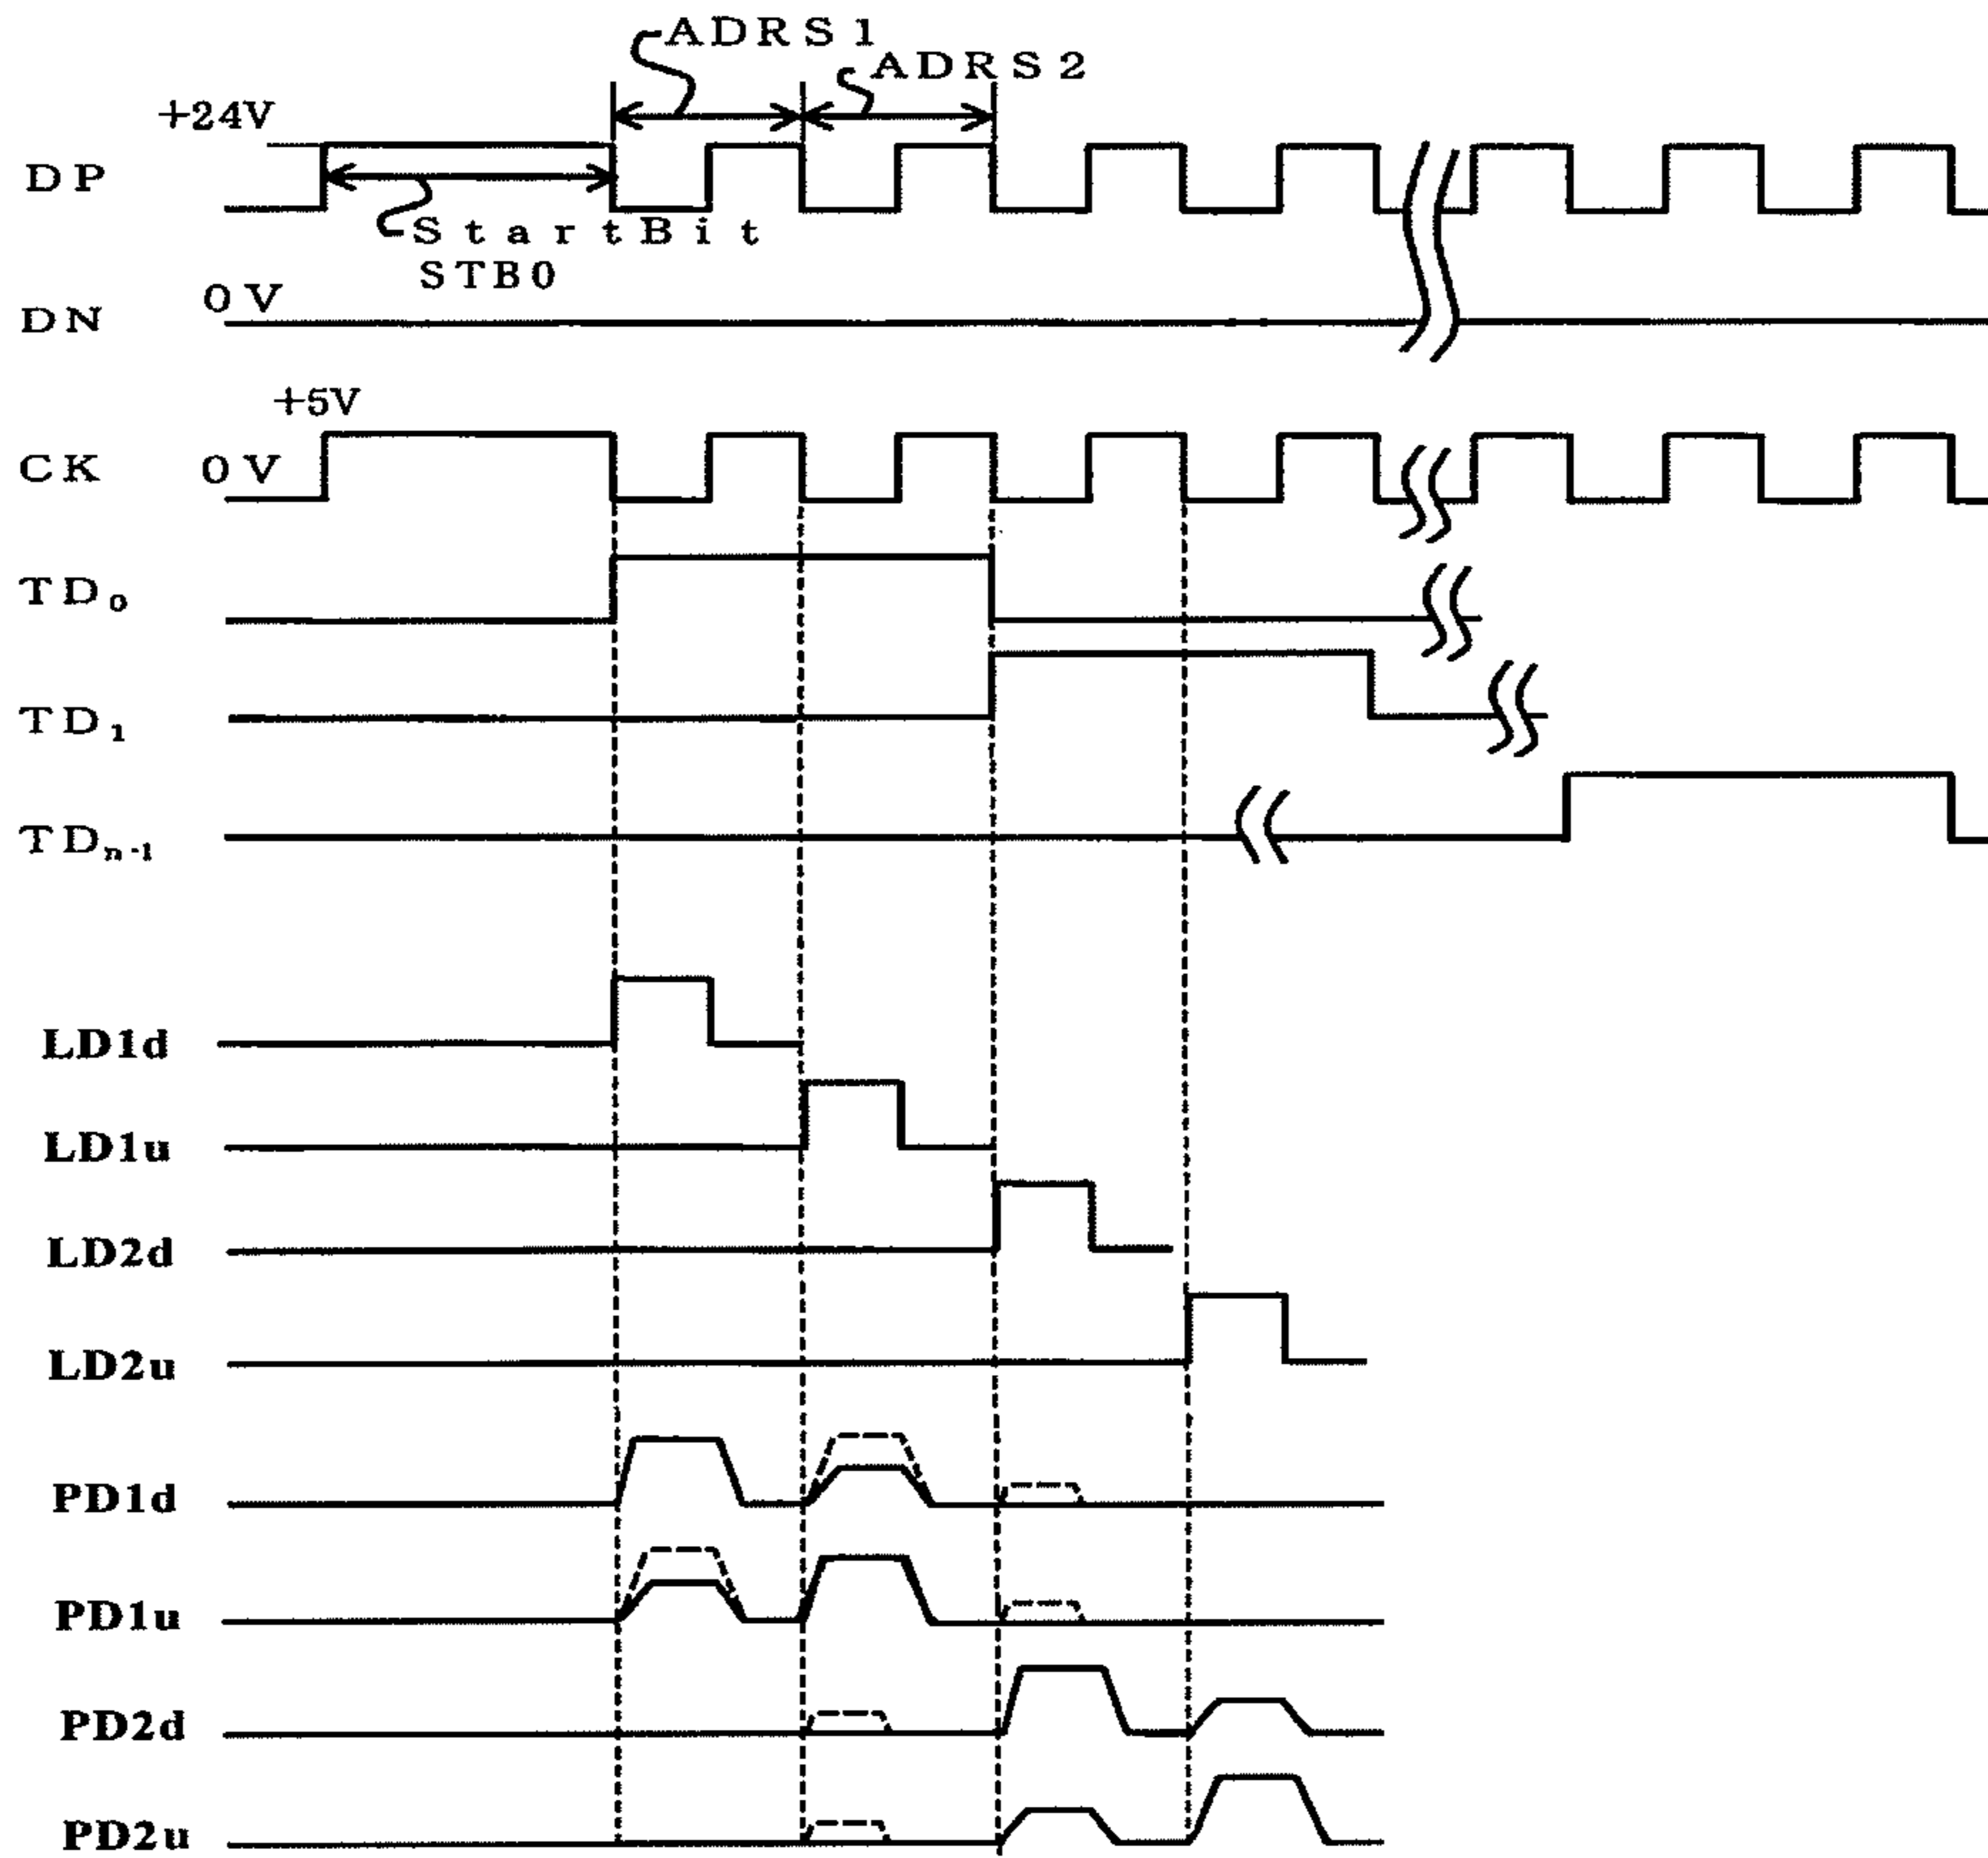 ADRS1
ADRS2
+24V
DP
StartBit
STB0
0V
DN
+5V
CK
0V
TD₀
TD₁
TDₙ₋₁
LD1d
LD1u
LD2d
LD2u
PD1d
PD1u
PD2d
PD2u